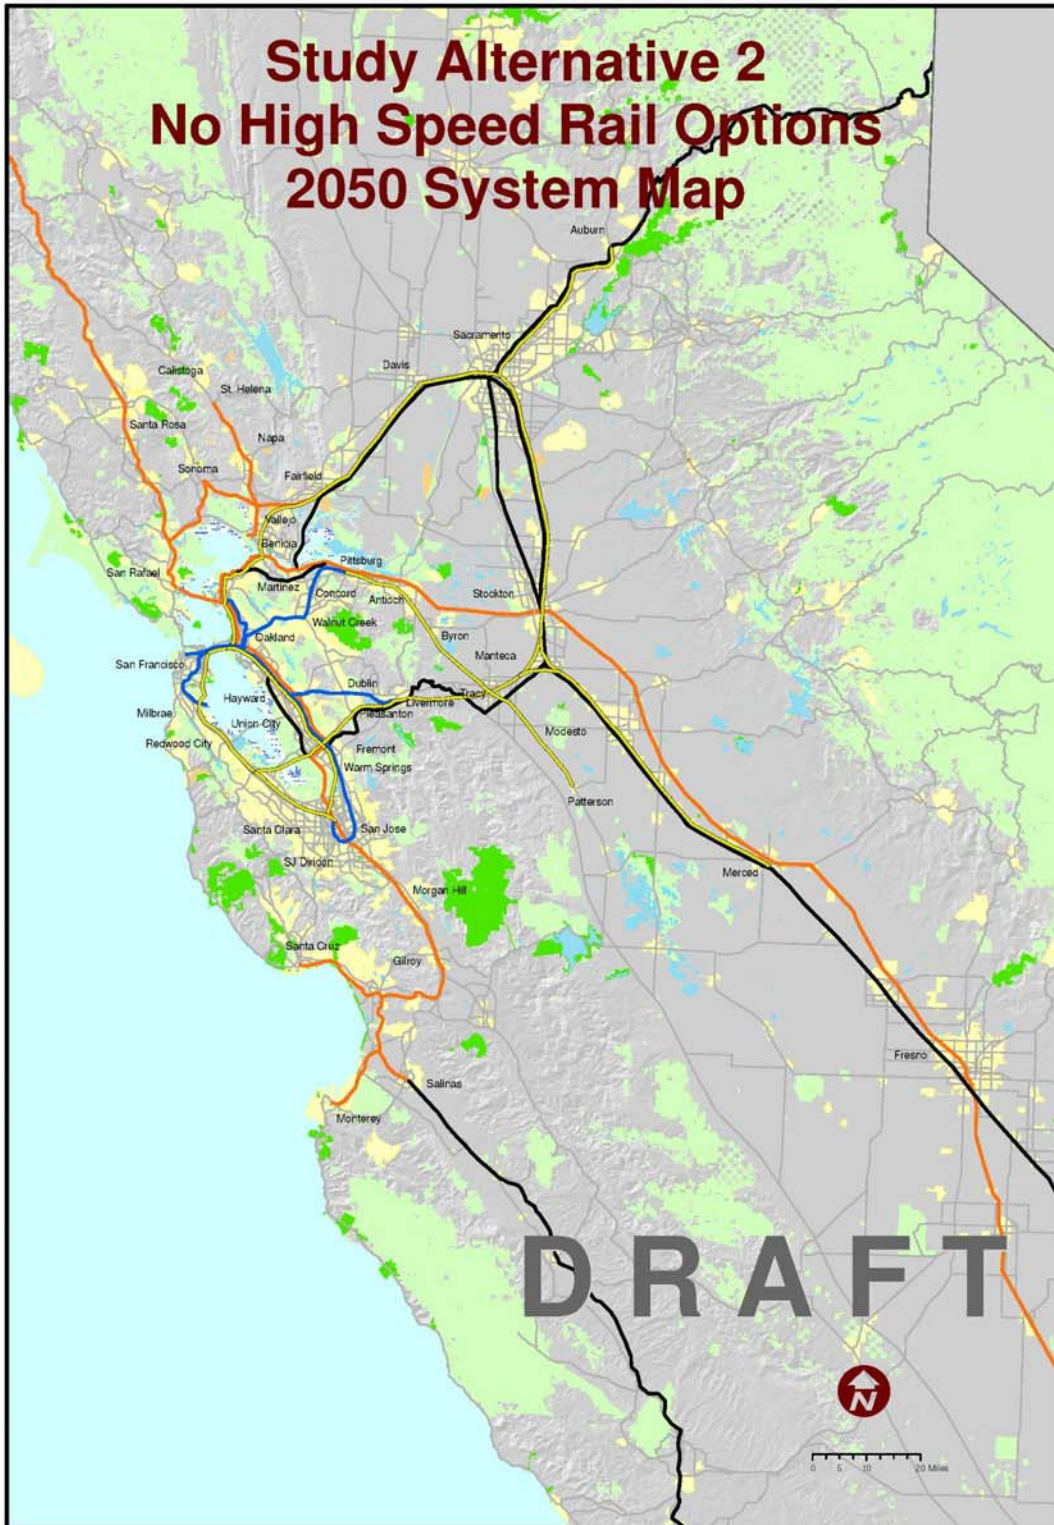 Study Alternative 2
No High Speed Rail Options
2050 System Map
Auburn
Sacramento
Davis
Calistoga
St. Helena
Santa Rosa
Napa
Sonoma
Fairfield
Vallejo
Benicia
Pittsburg
San Rafael
Martinez
Concord
Antioch
Stockton
Walnut Creek
Oakland
Byron
Manteca
San Francisco
Dublin
Hayward
Livermore
Tracy
Milbrae
Pleasanton
Union City
Modesto
Redwood City
Fremont
Warm Springs
Patterson
Santa Clara
San Jose
SJ Diridon
Merced
Morgan Hill
Santa Cruz
Gilroy
Fresno
Salinas
Monterey
DRAFT
N
0 5 10 20 Miles